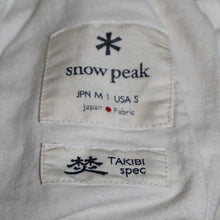 snow peak
JPN M | USA S
Japan ● Fabric
焚 TAKIBI
spec